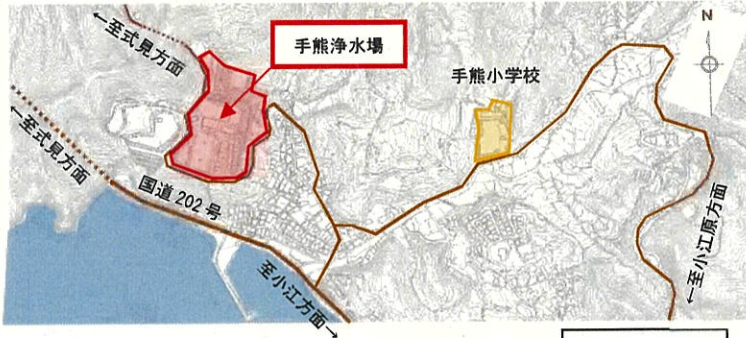 ←至式見方面
手熊浄水場
手熊小学校
N
←至式見方面
国道 202 号
至小江方面→
←至小江原方面